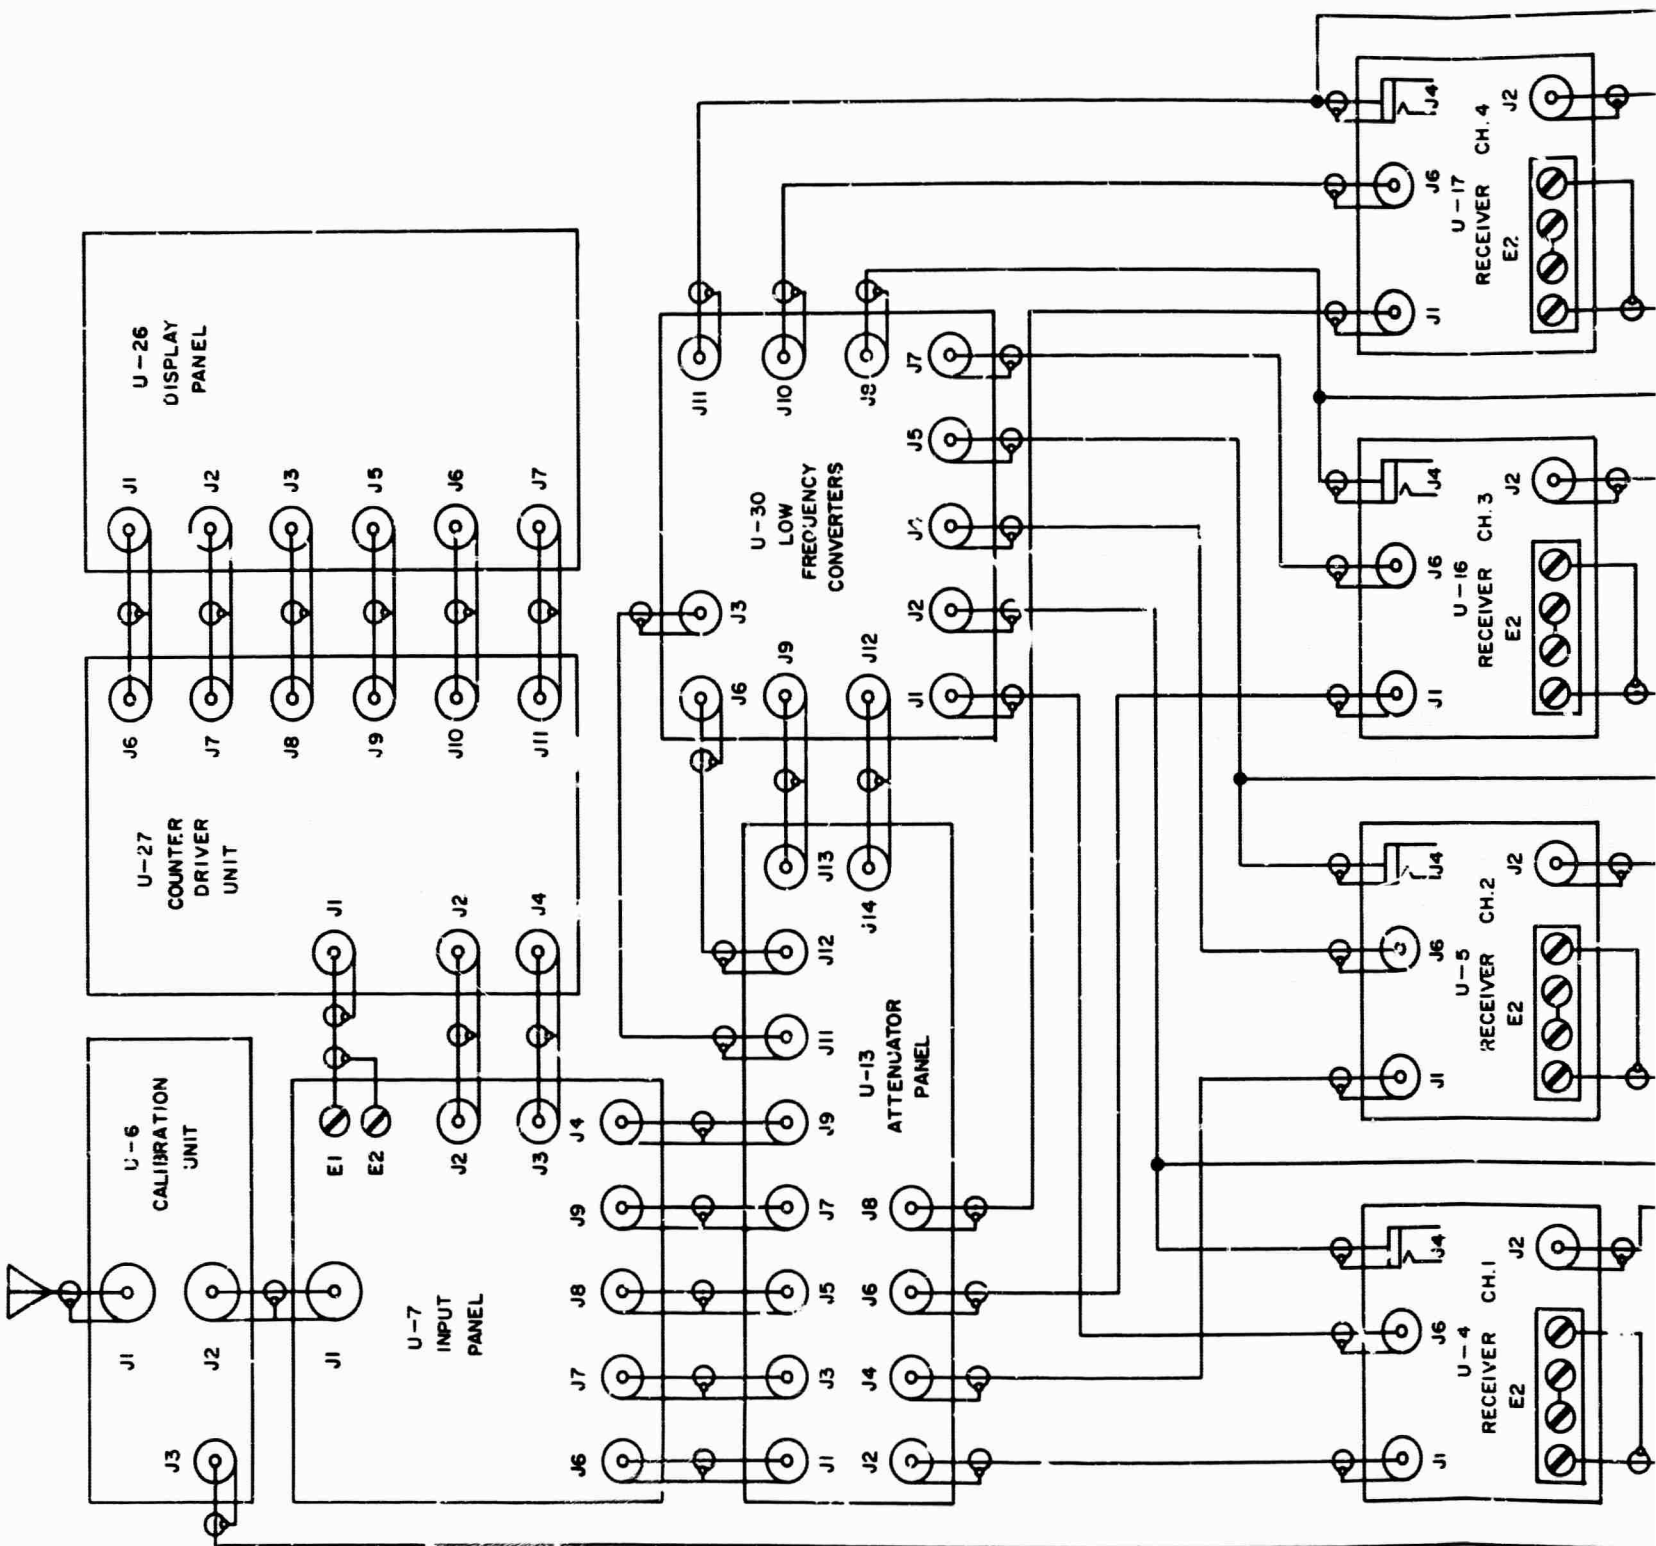 U-26
DISPLAY
PANEL
J1
J2
J3
J5
J6
J7
U-27
COUNTER
DRIVER
UNIT
J6
J7
J8
J9
J10
J11
J1
J2
J4
U-6
CALIBRATION
UNIT
J1
J2
J3
U-7
INPUT
PANEL
E1
E2
J2
J3
J1
J4
J9
J8
J7
J6
U-13
ATTENUATOR
PANEL
J13
J14
J12
J11
J9
J7
J5
J3
J1
J8
J6
J4
J2
U-30
LOW
FREQUENCY
CONVERTERS
J11
J10
J7
J5
J2
J1
J3
J6
J9
J12
U-17
RECEIVER CH.4
E2
J4
J6
J1
J2
U-16
RECEIVER CH.3
E2
J4
J6
J1
J2
U-5
RECEIVER CH.2
E2
J4
J6
J1
J2
U-4
RECEIVER CH.1
E2
J4
J6
J1
J2